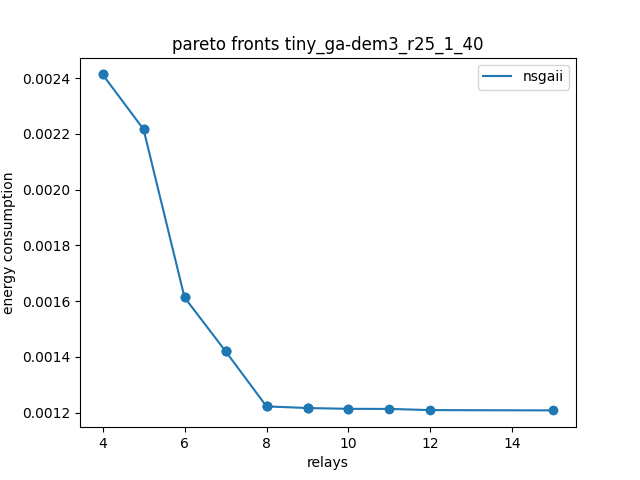 pareto fronts tiny_ga-dem3_r25_1_40
nsgaii
0.0024
0.0022
0.0020
0.0018
0.0016
0.0014
0.0012
energy consumption
4 6 8 10 12 14
relays